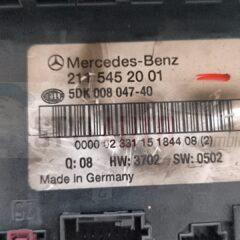 Mercedes-Benz
211 545 20 01
HELLA
5DK 008 047-40
0000 02 331 15 1844 08 (2)
Q: 08 HW: 3702 SW: 0502
Made in Germany